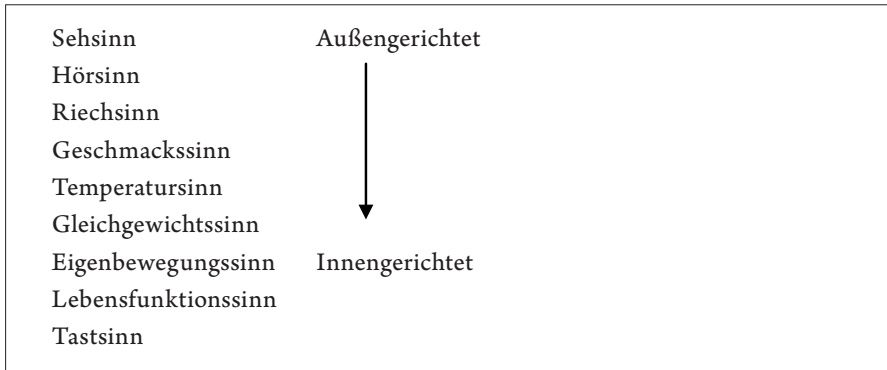 Sehsinn Außengerichtet
Hörsinn
Riechsinn
Geschmackssinn
Temperatursinn
Gleichgewichtssinn
Eigenbewegungssinn Innengerichtet
Lebensfunktionssinn
Tastsinn